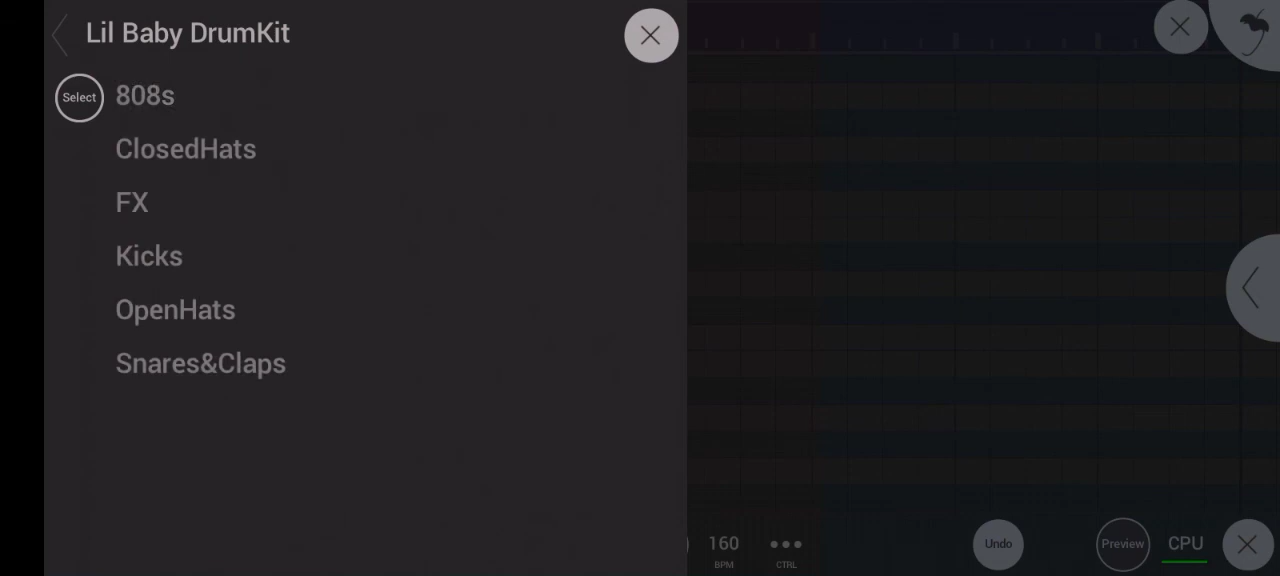 Lil Baby DrumKit
Select
808s
ClosedHats
FX
Kicks
OpenHats
Snares&Claps
160
BPM
CTRL
Undo
Preview
CPU